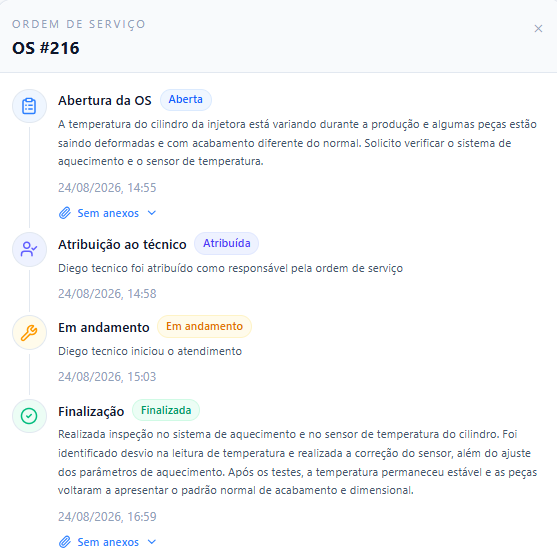 ORDEM DE SERVIÇO
OS #216
Abertura da OS Aberta
A temperatura do cilindro da injetora está variando durante a produção e algumas peças estão
saindo deformadas e com acabamento diferente do normal. Solicito verificar o sistema de
aquecimento e o sensor de temperatura.
24/08/2026, 14:55
Sem anexos
Atribuição ao técnico Atribuída
Diego tecnico foi atribuído como responsável pela ordem de serviço
24/08/2026, 14:58
Em andamento Em andamento
Diego tecnico iniciou o atendimento
24/08/2026, 15:03
Finalização Finalizada
Realizada inspeção no sistema de aquecimento e no sensor de temperatura do cilindro. Foi
identificado desvio na leitura de temperatura e realizada a correção do sensor, além do ajuste
dos parâmetros de aquecimento. Após os testes, a temperatura permaneceu estável e as peças
voltaram a apresentar o padrão normal de acabamento e dimensional.
24/08/2026, 16:59
Sem anexos